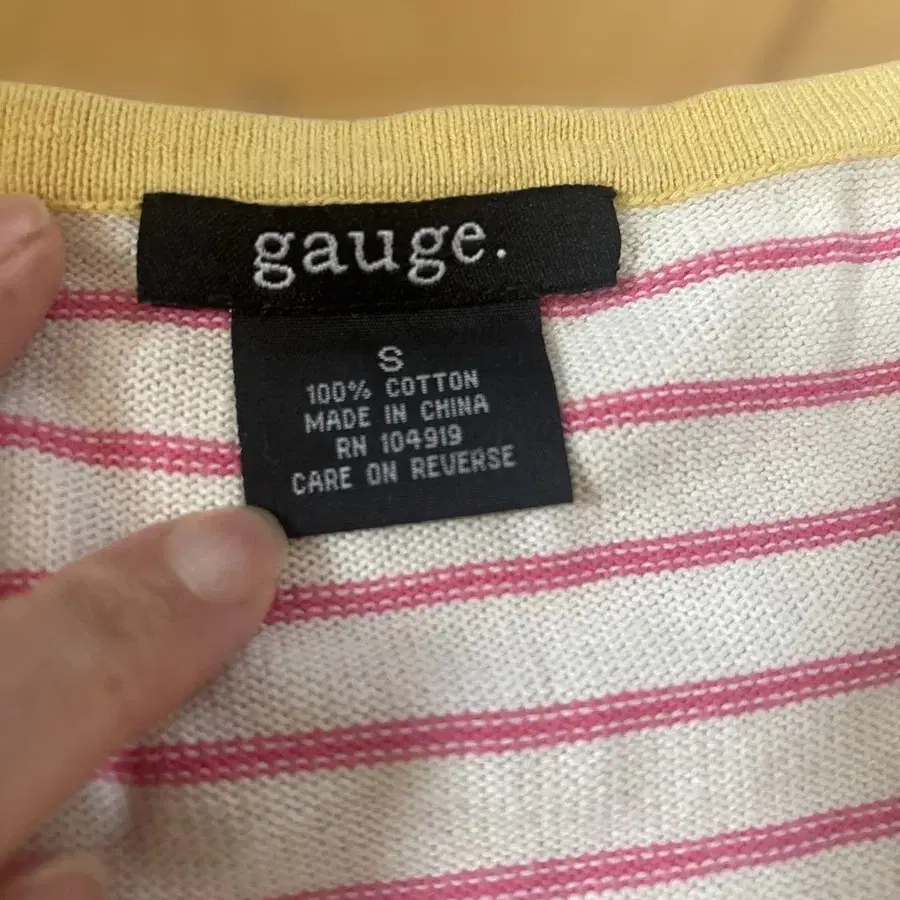 gauge.
S
100% COTTON
MADE IN CHINA
RN 104919
CARE ON REVERSE